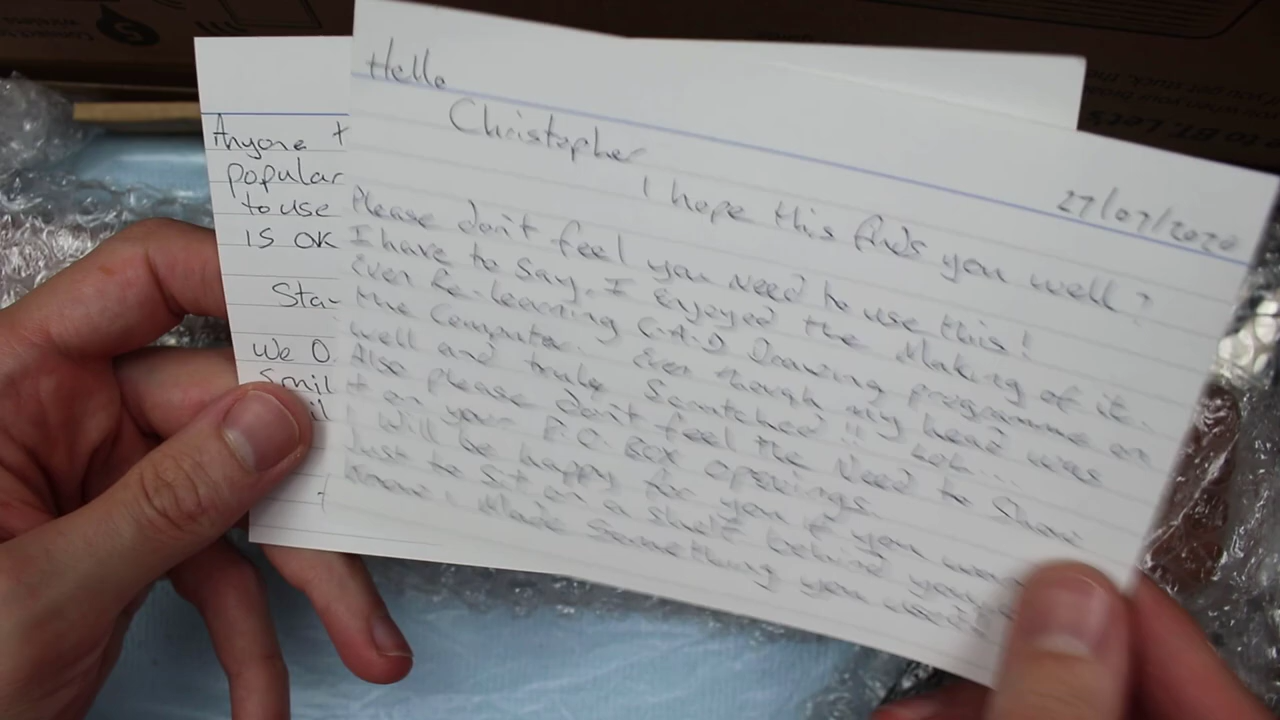 Hello
Christopher
27/07/2020
I hope this finds you well?
Please don't feel you need to use this!
I have to say, I Enjoyed the Making of it.
Even Re-learning C.A.D Drawing programme on
the Computer. Even though my head was
well and truly Scratched !! Loh...
Also please don't feel the Need to Show
it on your P.O. BOX openings.
I Will be happy for you if you
Just to Sit on a shelf behind you
know I Made Something you
Anyone
popular
to use
IS OK
Sta-
We
Smil